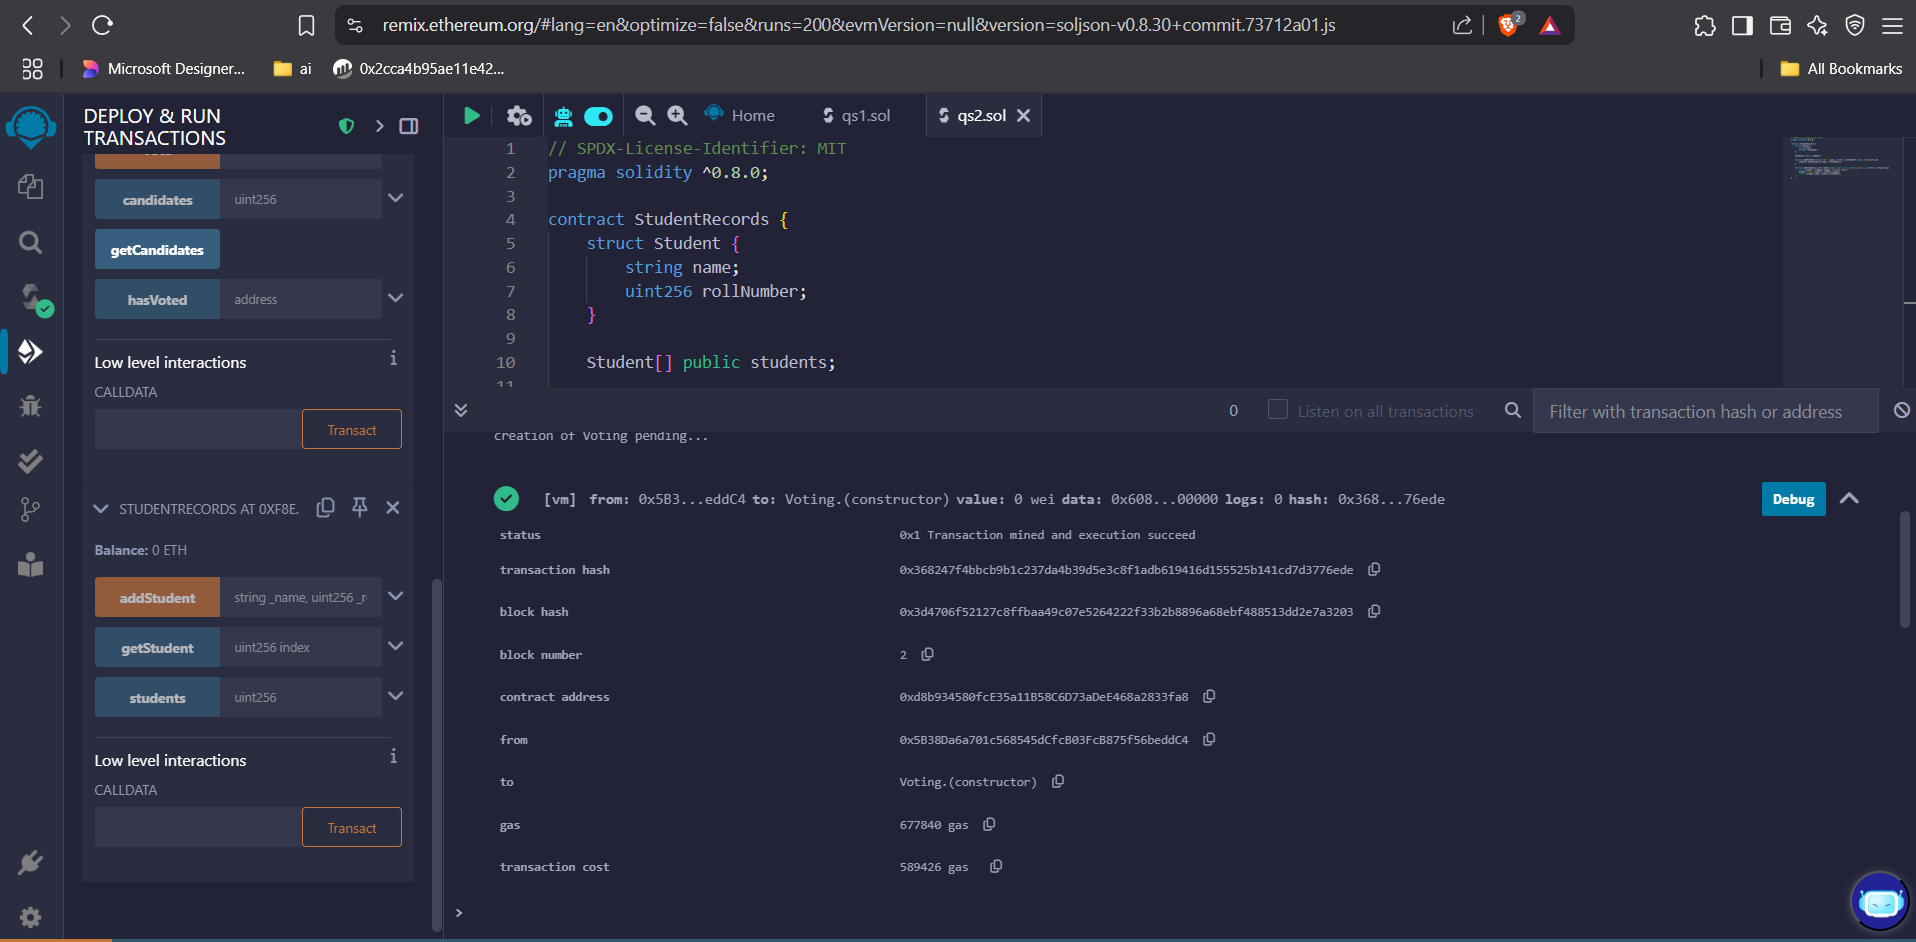 remix.ethereum.org/#lang=en&optimize=false&runs=200&evmVersion=null&version=soljson-v0.8.30+commit.73712a01.js
2
Microsoft Designer...
ai
0x2cca4b95ae11e42...
All Bookmarks
DEPLOY & RUN
TRANSACTIONS
candidates uint256
getCandidates
hasVoted address
Low level interactions i
CALLDATA
Transact
STUDENTRECORDS AT 0XF8E.
Balance: 0 ETH
addStudent string _name, uint256 _r
getStudent uint256 index
students uint256
Low level interactions i
CALLDATA
Transact
Home qs1.sol qs2.sol
1 // SPDX-License-Identifier: MIT
2 pragma solidity ^0.8.0;
3
4 contract StudentRecords {
5 struct Student {
6 string name;
7 uint256 rollNumber;
8 }
9
10 Student[] public students;
11
0 Listen on all transactions Filter with transaction hash or address
creation of Voting pending...
[vm] from: 0x5B3...eddC4 to: Voting.(constructor) value: 0 wei data: 0x608...00000 logs: 0 hash: 0x368...76ede
Debug
status 0x1 Transaction mined and execution succeed
transaction hash 0x368247f4bbcb9b1c237da4b39d5e3c8f1adb619416d155525b141cd7d3776ede
block hash 0x3d4706f52127c8ffbaa49c07e5264222f33b2b8896a68ebf488513dd2e7a3203
block number 2
contract address 0xd8b934580fcE35a11B58C6D73aDeE468a2833fa8
from 0x5B38Da6a701c568545dCfcB03FcB875f56beddC4
to Voting.(constructor)
gas 677840 gas
transaction cost 589426 gas
>